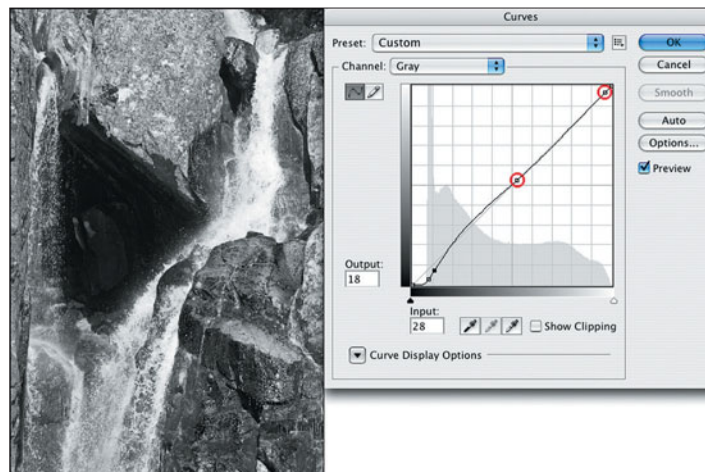 Curves
Preset: Custom
OK
Channel: Gray
Cancel
Smooth
Auto
Options...
Preview
Output:
18
Input:
28
Show Clipping
Curve Display Options